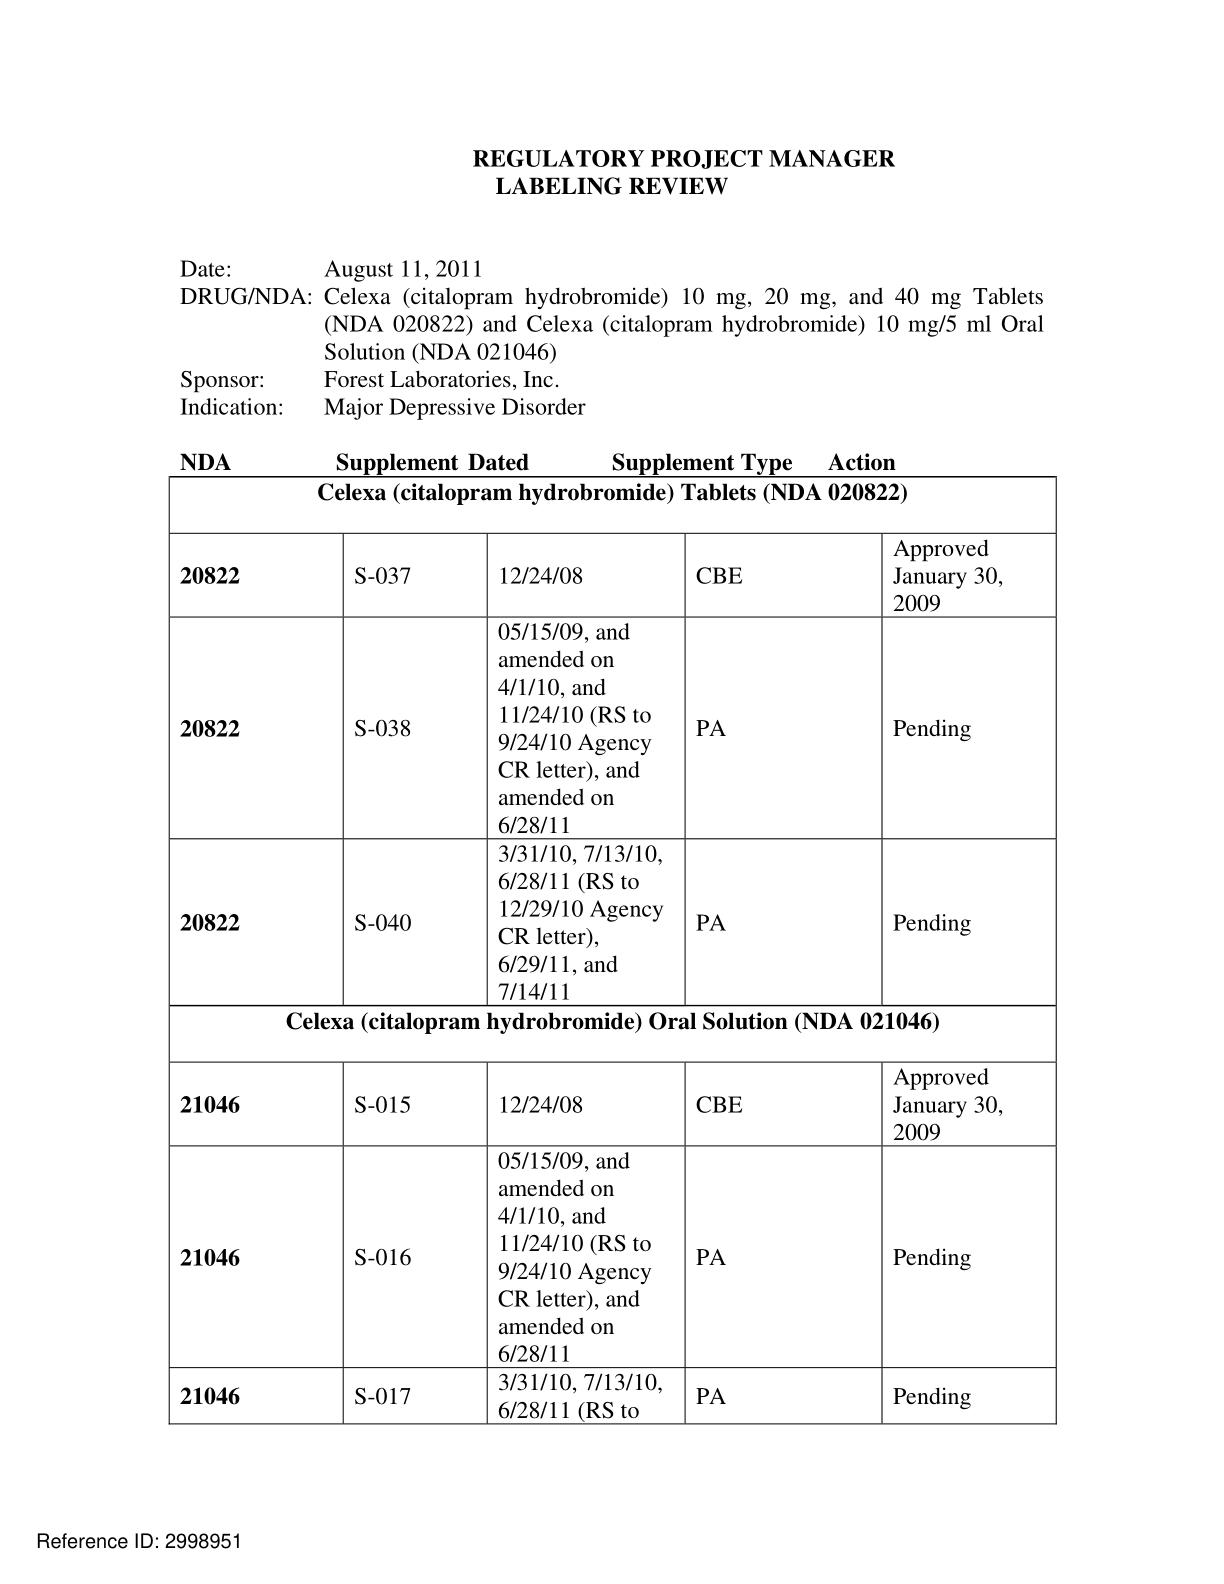 REGULATORY PROJECT MANAGER
LABELING REVIEW
Date: August 11, 2011
DRUG/NDA: Celexa (citalopram hydrobromide) 10 mg, 20 mg, and 40 mg Tablets
(NDA 020822) and Celexa (citalopram hydrobromide) 10 mg/5 ml Oral
Solution (NDA 021046)
Sponsor: Forest Laboratories, Inc.
Indication: Major Depressive Disorder
NDA Supplement Dated Supplement Type Action
Celexa (citalopram hydrobromide) Tablets (NDA 020822)
20822 S-037 12/24/08 CBE Approved
January 30,
2009
20822 S-038 05/15/09, and
amended on
4/1/10, and
11/24/10 (RS to
9/24/10 Agency
CR letter), and
amended on
6/28/11
PA Pending
20822 S-040 3/31/10, 7/13/10,
6/28/11 (RS to
12/29/10 Agency
CR letter),
6/29/11, and
7/14/11
PA Pending
Celexa (citalopram hydrobromide) Oral Solution (NDA 021046)
21046 S-015 12/24/08 CBE Approved
January 30,
2009
21046 S-016 05/15/09, and
amended on
4/1/10, and
11/24/10 (RS to
9/24/10 Agency
CR letter), and
amended on
6/28/11
PA Pending
21046 S-017 3/31/10, 7/13/10,
6/28/11 (RS to
PA Pending
Reference ID: 2998951